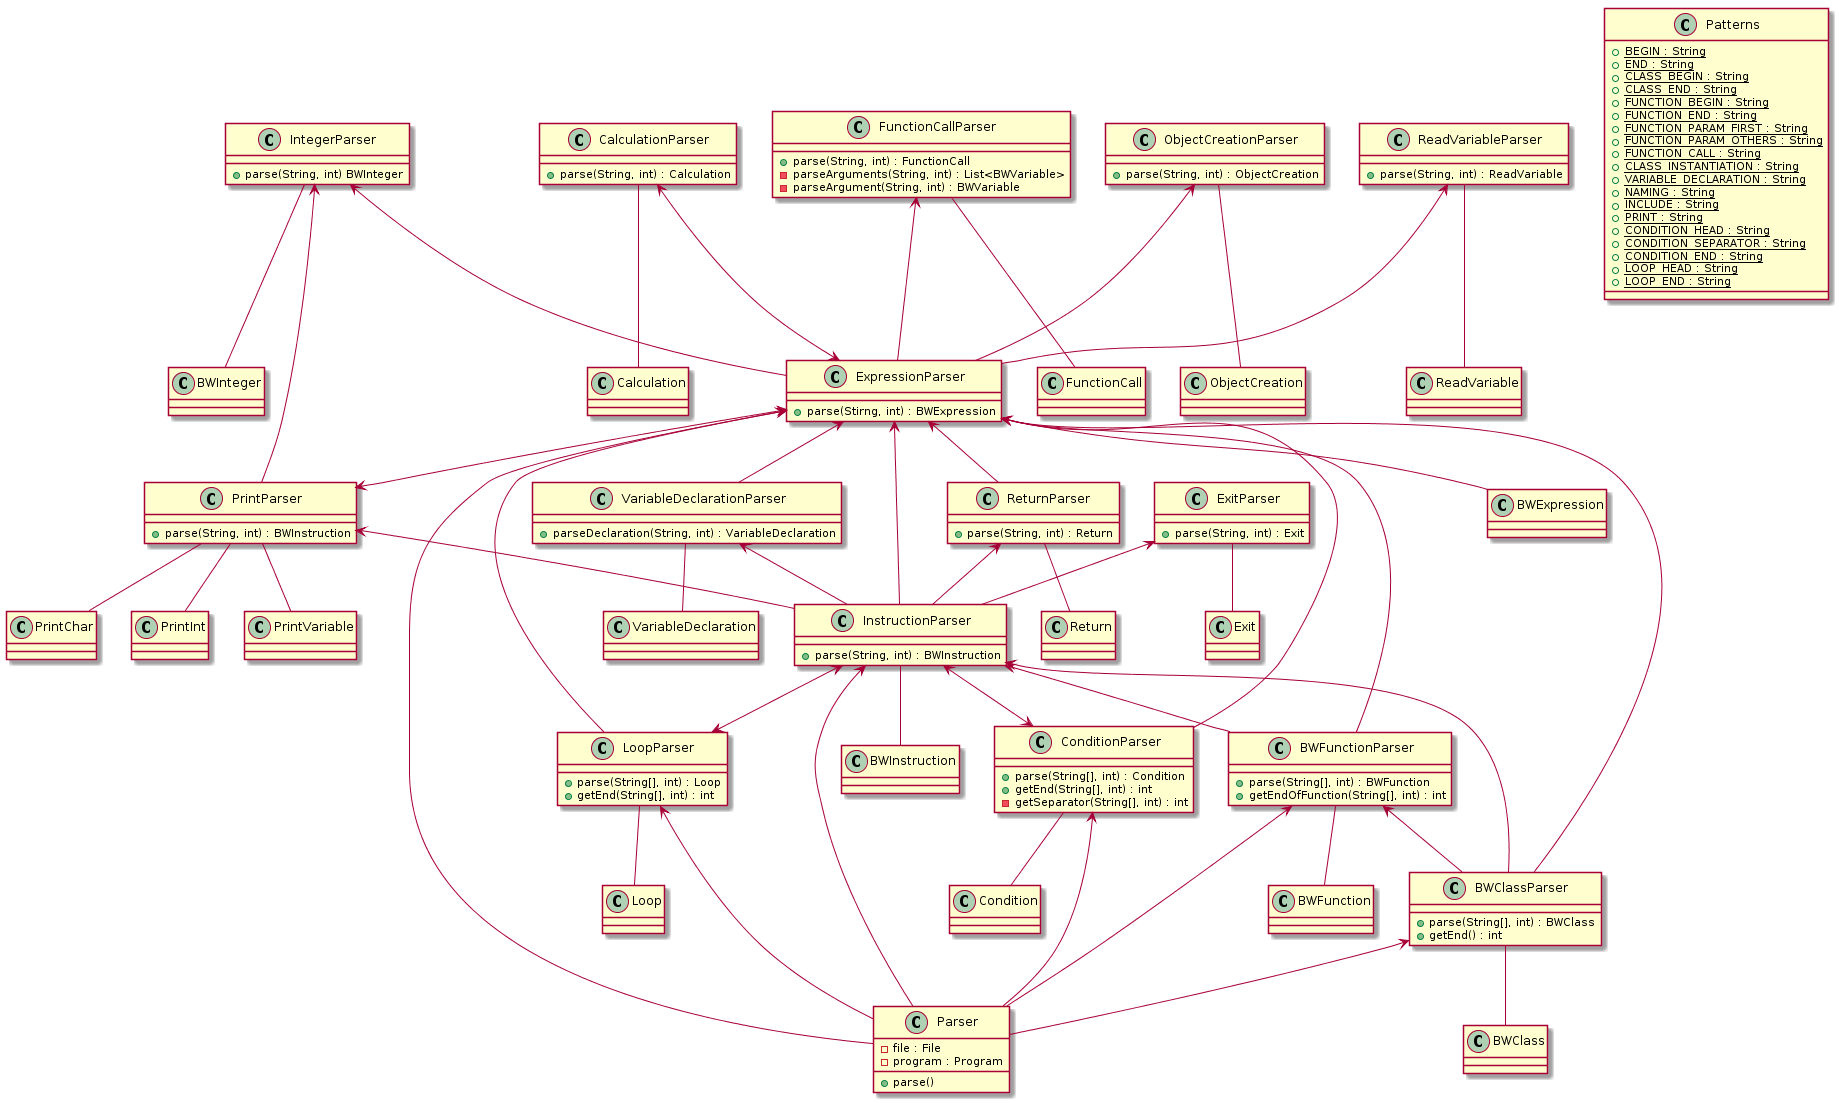 C Patterns
BEGIN : String
END : String
CLASS_BEGIN : String
CLASS_END : String
FUNCTION_BEGIN : String
FUNCTION_END : String
FUNCTION_PARAM_FIRST : String
FUNCTION_PARAM_OTHERS : String
FUNCTION_CALL : String
CLASS_INSTANTIATION : String
VARIABLE_DECLARATION : String
NAMING : String
INCLUDE : String
PRINT : String
CONDITION_HEAD : String
CONDITION_SEPARATOR : String
CONDITION_END : String
LOOP_HEAD : String
LOOP_END : String
C IntegerParser
parse(String, int) BWInteger
C CalculationParser
parse(String, int) : Calculation
C FunctionCallParser
parse(String, int) : FunctionCall
parseArguments(String, int) : List<BWVariable>
parseArgument(String, int) : BWVariable
C ObjectCreationParser
parse(String, int) : ObjectCreation
C ReadVariableParser
parse(String, int) : ReadVariable
C BWInteger
C Calculation
C ExpressionParser
parse(Stirng, int) : BWExpression
C FunctionCall
C ObjectCreation
C ReadVariable
C PrintParser
parse(String, int) : BWInstruction
C VariableDeclarationParser
parseDeclaration(String, int) : VariableDeclaration
C ReturnParser
parse(String, int) : Return
C ExitParser
parse(String, int) : Exit
C BWExpression
C PrintChar
C PrintInt
C PrintVariable
C VariableDeclaration
C InstructionParser
parse(String, int) : BWInstruction
C Return
C Exit
C LoopParser
parse(String[], int) : Loop
getEnd(String[], int) : int
C BWInstruction
C ConditionParser
parse(String[], int) : Condition
getEnd(String[], int) : int
getSeparator(String[], int) : int
C BWFunctionParser
parse(String[], int) : BWFunction
getEndOfFunction(String[], int) : int
C Loop
C Condition
C BWFunction
C BWClassParser
parse(String[], int) : BWClass
getEnd() : int
C Parser
file : File
program : Program
parse()
C BWClass